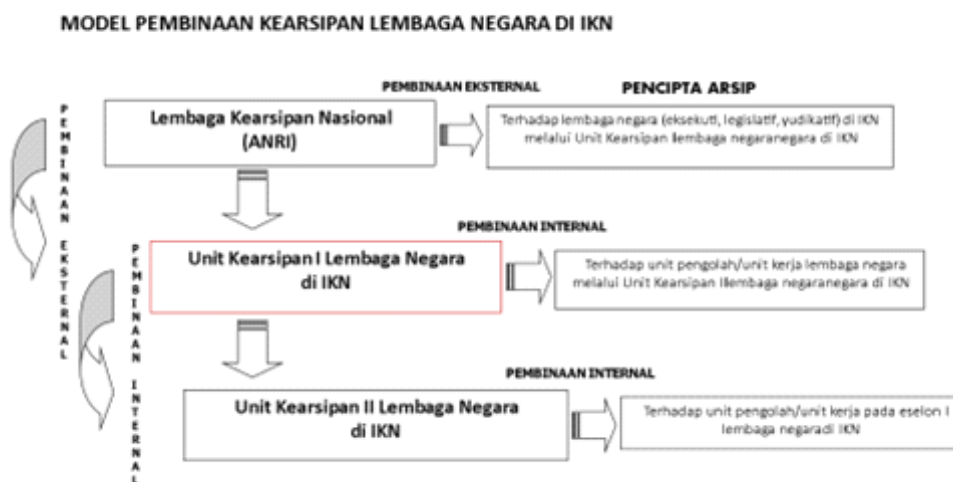 MODEL PEMBINAAN KEARSIPAN LEMBAGA NEGARA DI IKN
PEMBINAAN EKSTERNAL
PENCIPTA ARSIP
Lembaga Kearsipan Nasional
(ANRI)
Terhadap lembaga negara (eksekuti, legislatif, yudikatif) di IKN
melalui Unit Kearsipan Ilembaga negaranegara di IKN
PEMBINAAN EKSTERNAL
PEMBINAAN INTERNAL
Unit Kearsipan I Lembaga Negara
di IKN
Terhadap unit pengolah/unit kerja lembaga negara
melalui Unit Kearsipan IIlembaga negaranegara di IKN
PEMBINAAN INTERNAL
PEMBINAAN INTERNAL
Unit Kearsipan II Lembaga Negara
di IKN
Terhadap unit pengolah/unit kerja pada eselon I
lembaga negaradi IKN